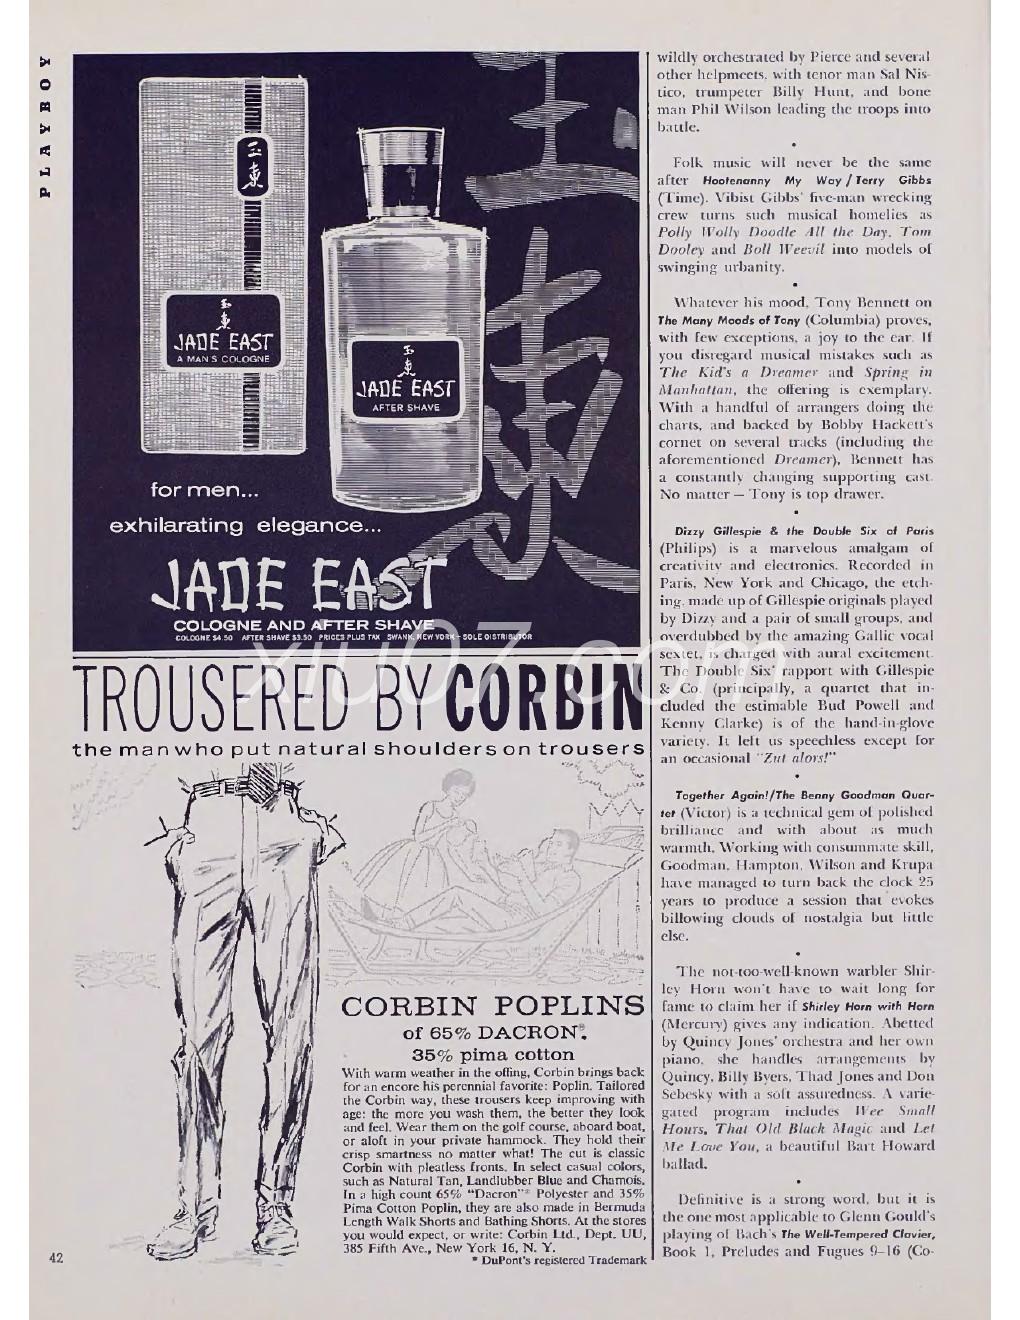 PLAYBOY
玉
東
玉
東
JADE EAST
A MAN'S COLOGNE
玉
東
JADE EAST
AFTER SHAVE
玉
東
for men...
exhilarating elegance...
JADE EAST
COLOGNE AND AFTER SHAVE
COLOGNE $4.50 AFTER SHAVE $3.50 PRICES PLUS TAX SWANK, NEW YORK – SOLE DISTRIBUTOR
xiu07.com
TROUSERED BY CORBIN
the man who put natural shoulders on trousers
CORBIN POPLINS
of 65% DACRON®,
35% pima cotton
With warm weather in the offing, Corbin brings back
for an encore his perennial favorite: Poplin. Tailored
the Corbin way, these trousers keep improving with
age: the more you wash them, the better they look
and feel. Wear them on the golf course, aboard boat,
or aloft in your private hammock. They hold their
crisp smartness no matter what! The cut is classic
Corbin with pleatless fronts. In select casual colors,
such as Natural Tan, Landlubber Blue and Chamois.
In a high count 65% "Dacron"* Polyester and 35%
Pima Cotton Poplin, they are also made in Bermuda
Length Walk Shorts and Bathing Shorts. At the stores
you would expect, or write: Corbin Ltd., Dept. UU,
385 Fifth Ave., New York 16, N. Y.
* DuPont's registered Trademark
42
wildly orchestrated by Pierce and several
other helpmeets, with tenor man Sal Nis-
tico, trumpeter Billy Hunt, and bone
man Phil Wilson leading the troops into
battle.
•
Folk music will never be the same
after Hootenanny My Way / Terry Gibbs
(Time). Vibist Gibbs' five-man wrecking
crew turns such musical homelies as
Polly Wolly Doodle All the Day, Tom
Dooley and Boll Weevil into models of
swinging urbanity.
•
Whatever his mood, Tony Bennett on
The Many Moods of Tony (Columbia) proves,
with few exceptions, a joy to the ear. If
you disregard musical mistakes such as
The Kid's a Dreamer and Spring in
Manhattan, the offering is exemplary.
With a handful of arrangers doing the
charts, and backed by Bobby Hackett's
cornet on several tracks (including the
aforementioned Dreamer), Bennett has
a constantly changing supporting cast.
No matter — Tony is top drawer.
•
Dizzy Gillespie & the Double Six of Paris
(Philips) is a marvelous amalgam of
creativity and electronics. Recorded in
Paris, New York and Chicago, the etch-
ing, made up of Gillespie originals played
by Dizzy and a pair of small groups, and
overdubbed by the amazing Gallic vocal
sextet, is charged with aural excitement.
The Double Six' rapport with Gillespie
& Co. (principally, a quartet that in-
cluded the estimable Bud Powell and
Kenny Clarke) is of the hand-in-glove
variety. It left us speechless except for
an occasional "Zut alors!"
•
Together Again!/The Benny Goodman Quar-
tet (Victor) is a technical gem of polished
brilliance and with about as much
warmth. Working with consummate skill,
Goodman, Hampton, Wilson and Krupa
have managed to turn back the clock 25
years to produce a session that evokes
billowing clouds of nostalgia but little
else.
•
The not-too-well-known warbler Shir-
ley Horn won't have to wait long for
fame to claim her if Shirley Horn with Horn
(Mercury) gives any indication. Abetted
by Quincy Jones' orchestra and her own
piano, she handles arrangements by
Quincy, Billy Byers, Thad Jones and Don
Sebesky with a soft assuredness. A varie-
gated program includes Wee Small
Hours, That Old Black Magic and Let
Me Love You, a beautiful Bart Howard
ballad.
•
Definitive is a strong word, but it is
the one most applicable to Glenn Gould's
playing of Bach's The Well-Tempered Clavier,
Book 1, Preludes and Fugues 9–16 (Co-